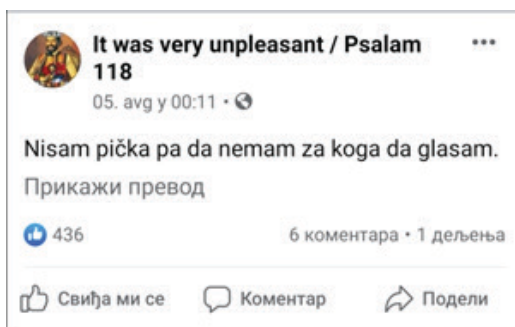 It was very unpleasant / Psalam
118
05. avg у 00:11 •
Nisam pička pa da nemam za koga da glasam.
Прикажи превод
436
6 коментара • 1 дељења
Свиђа ми се
Коментар
Подели